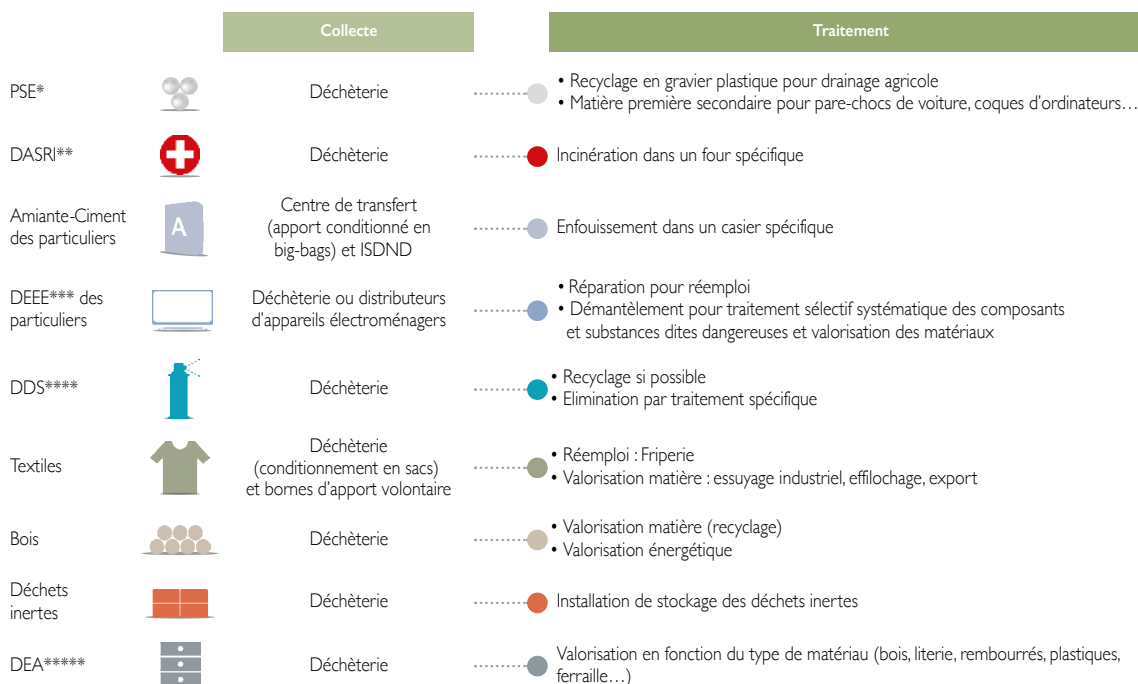 Collecte
Traitement
PSE*
Déchèterie
• Recyclage en gravier plastique pour drainage agricole
• Matière première secondaire pour pare-chocs de voiture, coques d'ordinateurs…
DASRI**
Déchèterie
Incinération dans un four spécifique
Amiante-Ciment
des particuliers
A
Centre de transfert
(apport conditionné en
big-bags) et ISDND
Enfouissement dans un casier spécifique
DEEE*** des
particuliers
Déchèterie ou distributeurs
d'appareils électroménagers
• Réparation pour réemploi
• Démantèlement pour traitement sélectif systématique des composants
et substances dites dangereuses et valorisation des matériaux
DDS****
Déchèterie
• Recyclage si possible
• Elimination par traitement spécifique
Textiles
Déchèterie
(conditionnement en sacs)
et bornes d'apport volontaire
• Réemploi : Friperie
• Valorisation matière : essuyage industriel, effilochage, export
Bois
Déchèterie
• Valorisation matière (recyclage)
• Valorisation énergétique
Déchets
inertes
Déchèterie
Installation de stockage des déchets inertes
DEA*****
Déchèterie
Valorisation en fonction du type de matériau (bois, literie, rembourrés, plastiques,
ferraille…)